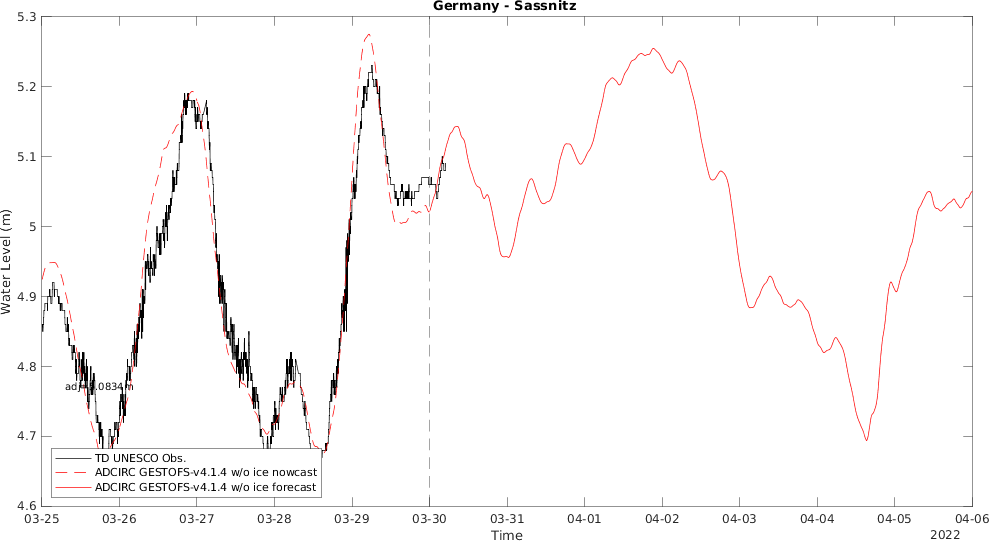 Germany - Sassnitz
5.3
5.2
5.1
5
4.9
4.8
4.7
4.6
Water Level (m)
TD UNESCO Obs.
ADCIRC GESTOFS-v4.1.4 w/o ice nowcast
ADCIRC GESTOFS-v4.1.4 w/o ice forecast
03-25 03-26 03-27 03-28 03-29 03-30 03-31 04-01 04-02 04-03 04-04 04-05 04-06
Time
2022